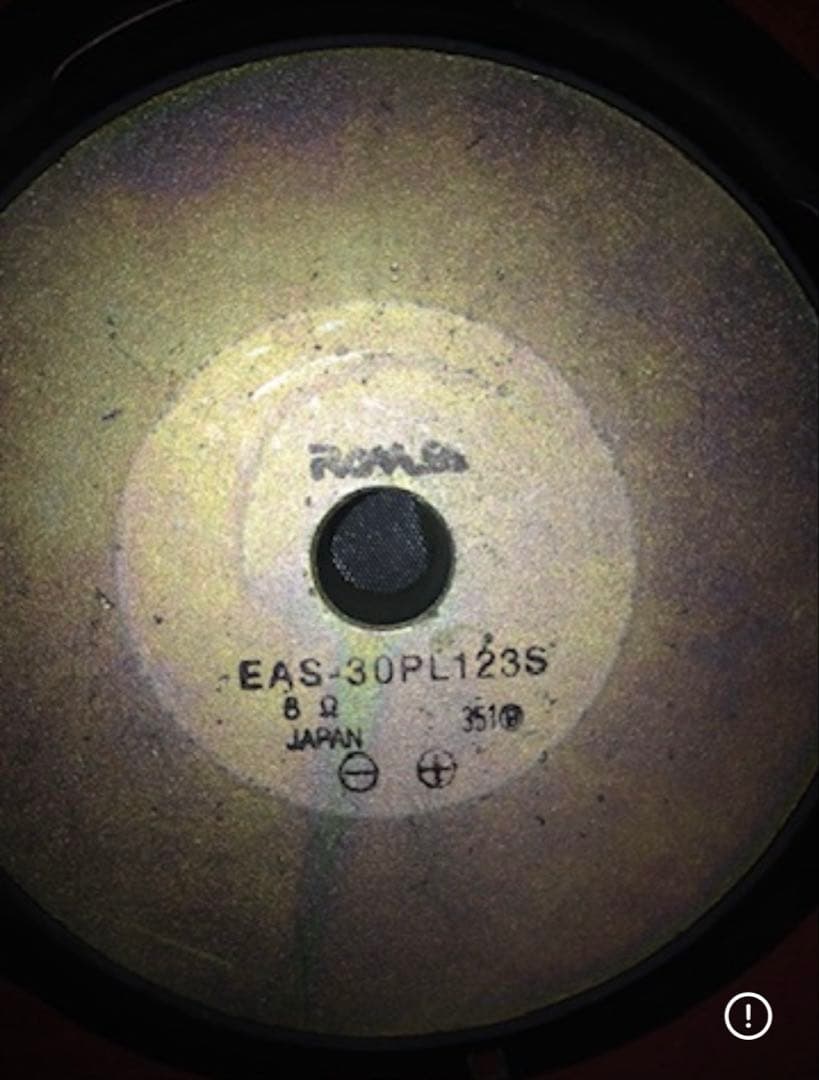 EAS-30PL123S
8 Ω
351
JAPAN
⊖ ⊕